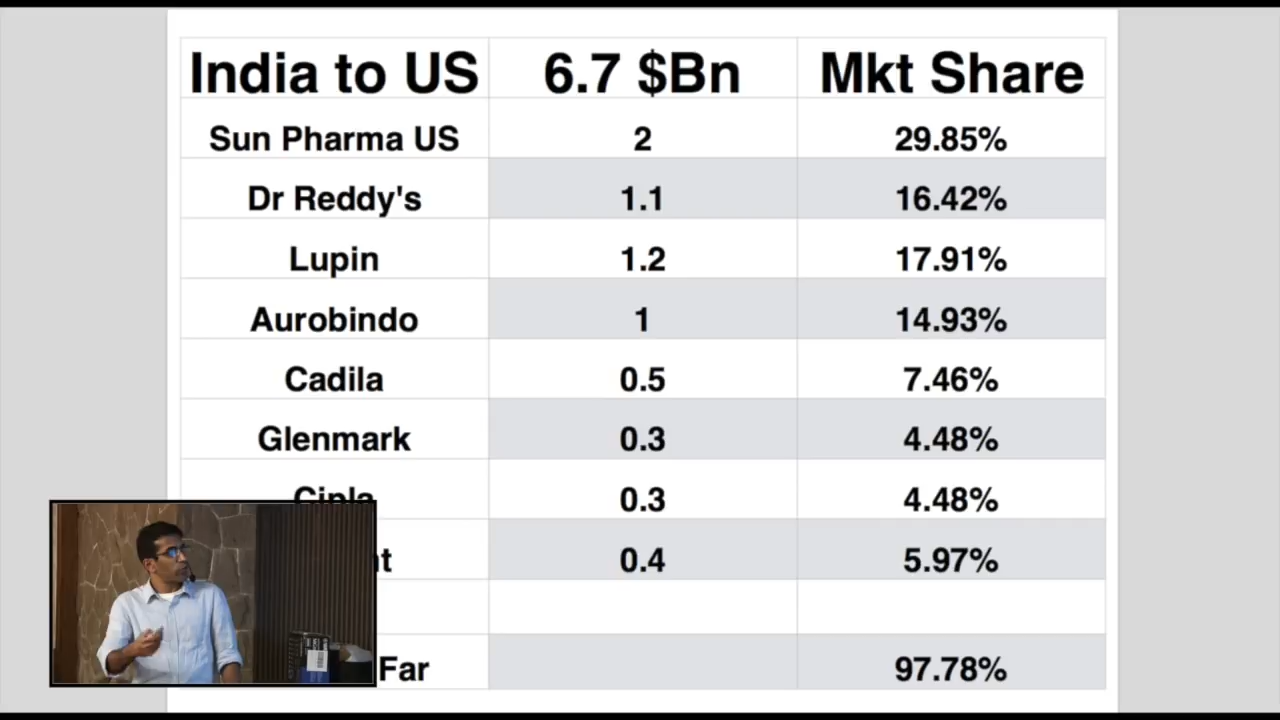 India to US 6.7 $Bn Mkt Share
Sun Pharma US 2 29.85%
Dr Reddy's 1.1 16.42%
Lupin 1.2 17.91%
Aurobindo 1 14.93%
Cadila 0.5 7.46%
Glenmark 0.3 4.48%
Cipla 0.3 4.48%
0.4 5.97%
Far 97.78%